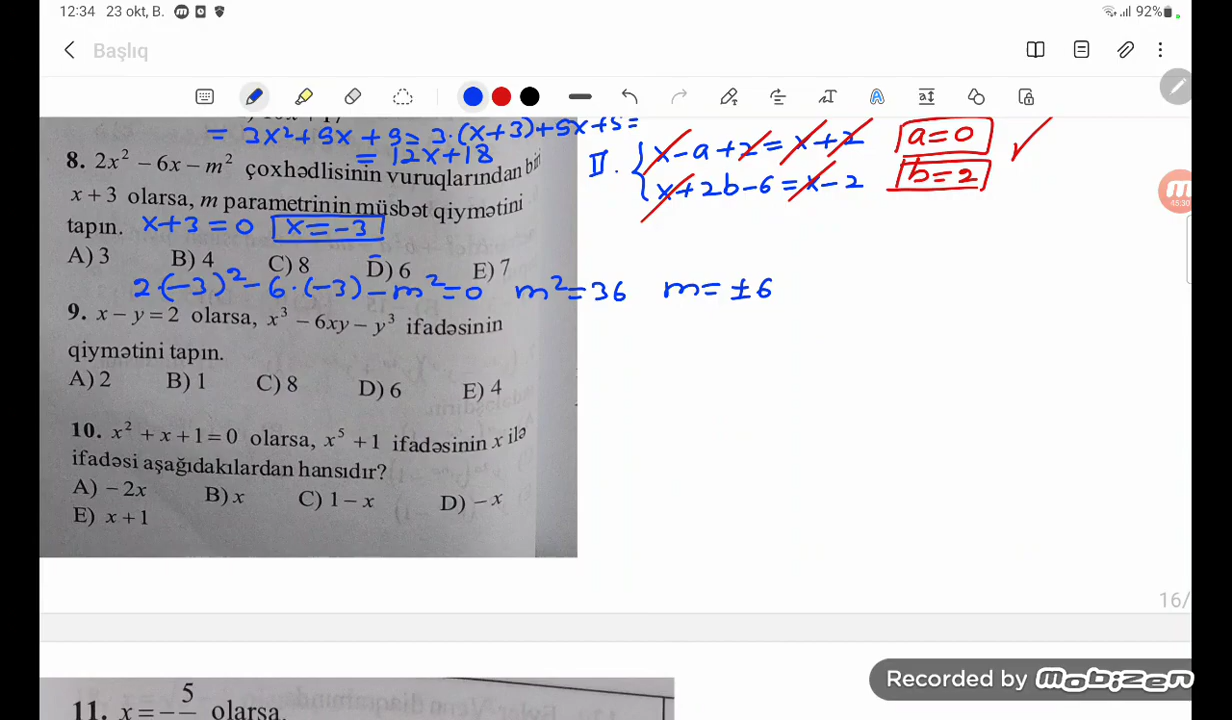 12:34 23 okt, B. 92%
Başlıq
= 3x²+9x+9= 3·(x+3)+9x+9=
= 12x+18
8. 2x² − 6x − m² çoxhədlisinin vuruqlarından biri
x + 3 olarsa, m parametrinin müsbət qiymətini
tapın. x+3=0 x=-3
A) 3 B) 4 C) 8 D) 6 E) 7
2·(-3)²-6·(-3)-m²=0 m²=36 m=±6
II. x-a+2=x+2 a=0 ✓
x+2b-6=x-2 b=2
9. x − y = 2 olarsa, x³ − 6xy − y³ ifadəsinin
qiymətini tapın.
A) 2 B) 1 C) 8 D) 6 E) 4
10. x² + x + 1 = 0 olarsa, x⁵ + 1 ifadəsinin x ilə
ifadəsi aşağıdakılardan hansıdır?
A) − 2x B) x C) 1 − x D) − x
E) x + 1
16/
45:30
11. x = − 5 olarsa,
Recorded by mobizen